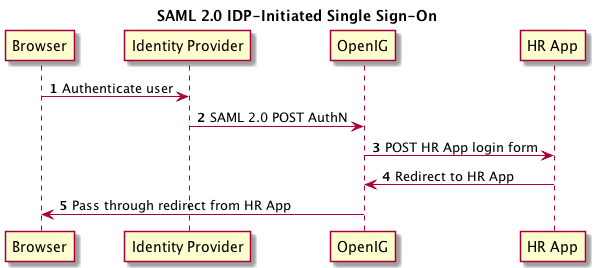 SAML 2.0 IDP-Initiated Single Sign-On
Browser Identity Provider OpenIG HR App
1 Authenticate user
2 SAML 2.0 POST AuthN
3 POST HR App login form
4 Redirect to HR App
5 Pass through redirect from HR App
Browser Identity Provider OpenIG HR App